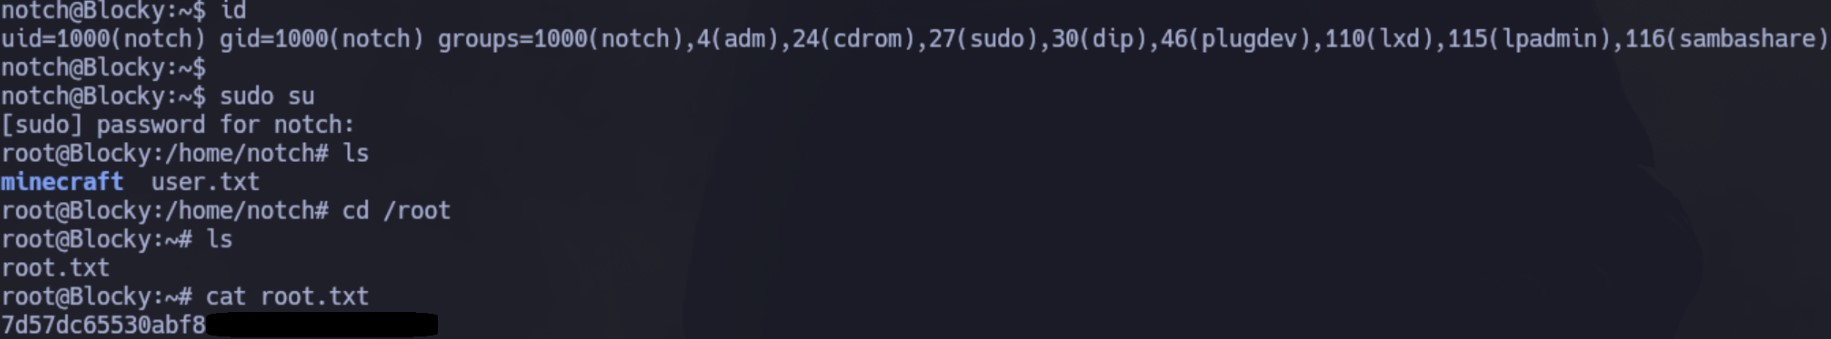 notch@Blocky:~$ id
uid=1000(notch) gid=1000(notch) groups=1000(notch),4(adm),24(cdrom),27(sudo),30(dip),46(plugdev),110(lxd),115(lpadmin),116(sambashare)
notch@Blocky:~$
notch@Blocky:~$ sudo su
[sudo] password for notch:
root@Blocky:/home/notch# ls
minecraft  user.txt
root@Blocky:/home/notch# cd /root
root@Blocky:~# ls
root.txt
root@Blocky:~# cat root.txt
7d57dc65530abf8